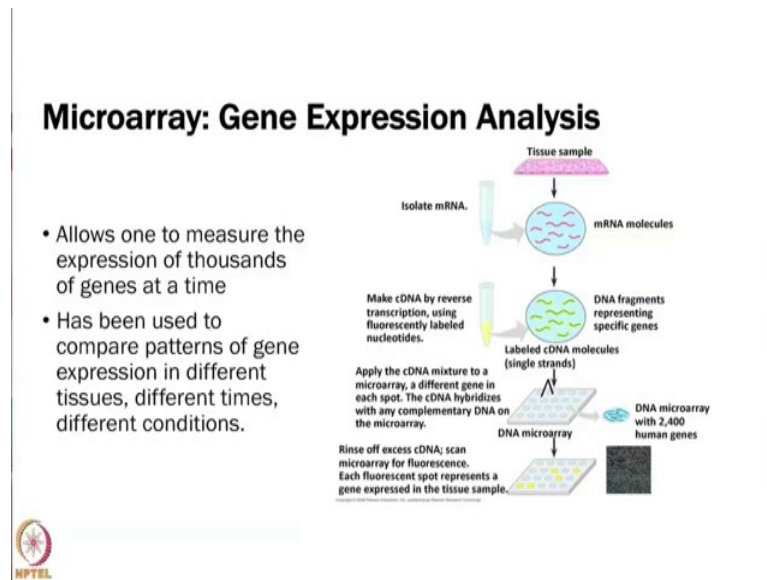 Microarray: Gene Expression Analysis
• Allows one to measure the
expression of thousands
of genes at a time
• Has been used to
compare patterns of gene
expression in different
tissues, different times,
different conditions.
Tissue sample
Isolate mRNA.
mRNA molecules
Make cDNA by reverse
transcription, using
fluorescently labeled
nucleotides.
DNA fragments
representing
specific genes
Labeled cDNA molecules
(single strands)
Apply the cDNA mixture to a
microarray, a different gene in
each spot. The cDNA hybridizes
with any complementary DNA on
the microarray.
DNA microarray
DNA microarray
with 2,400
human genes
Rinse off excess cDNA; scan
microarray for fluorescence.
Each fluorescent spot represents a
gene expressed in the tissue sample.
NPTEL